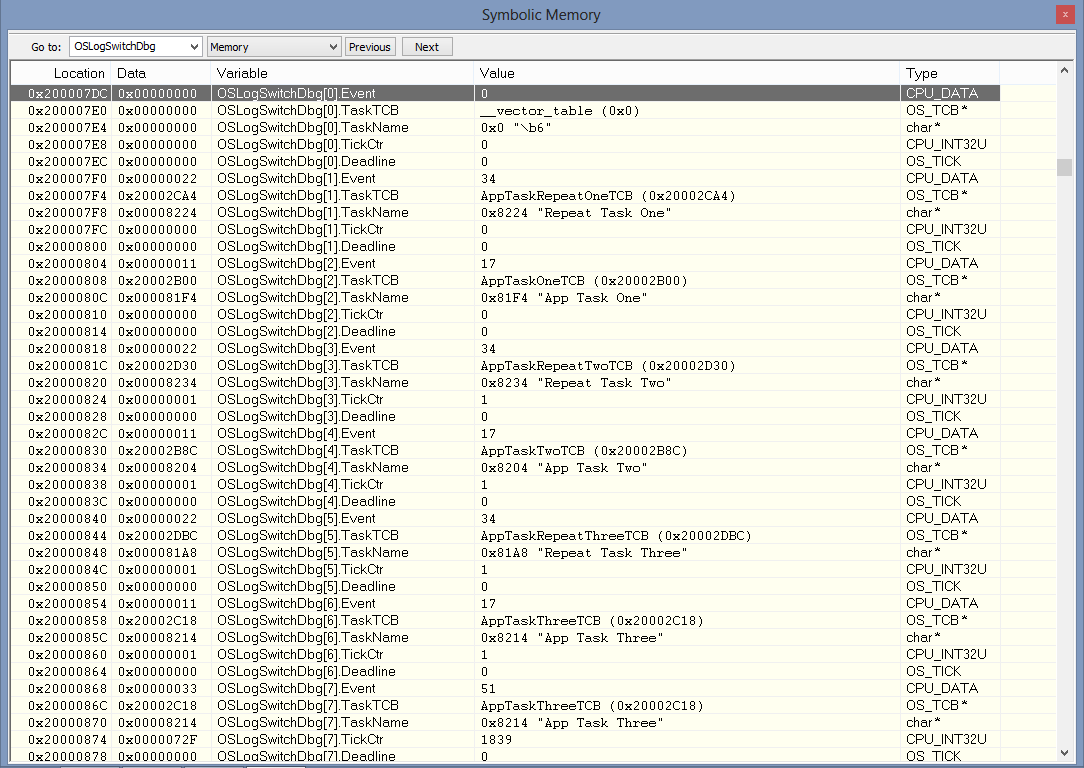 Symbolic Memory
x
Go to: OSLogSwitchDbg Memory Previous Next
Location Data Variable Value Type
0x200007DC 0x00000000 OSLogSwitchDbg[0].Event 0 CPU_DATA
0x200007E0 0x00000000 OSLogSwitchDbg[0].TaskTCB __vector_table (0x0) OS_TCB*
0x200007E4 0x00000000 OSLogSwitchDbg[0].TaskName 0x0 "\b6" char*
0x200007E8 0x00000000 OSLogSwitchDbg[0].TickCtr 0 CPU_INT32U
0x200007EC 0x00000000 OSLogSwitchDbg[0].Deadline 0 OS_TICK
0x200007F0 0x00000022 OSLogSwitchDbg[1].Event 34 CPU_DATA
0x200007F4 0x20002CA4 OSLogSwitchDbg[1].TaskTCB AppTaskRepeatOneTCB (0x20002CA4) OS_TCB*
0x200007F8 0x00008224 OSLogSwitchDbg[1].TaskName 0x8224 "Repeat Task One" char*
0x200007FC 0x00000000 OSLogSwitchDbg[1].TickCtr 0 CPU_INT32U
0x20000800 0x00000000 OSLogSwitchDbg[1].Deadline 0 OS_TICK
0x20000804 0x00000011 OSLogSwitchDbg[2].Event 17 CPU_DATA
0x20000808 0x20002B00 OSLogSwitchDbg[2].TaskTCB AppTaskOneTCB (0x20002B00) OS_TCB*
0x2000080C 0x000081F4 OSLogSwitchDbg[2].TaskName 0x81F4 "App Task One" char*
0x20000810 0x00000000 OSLogSwitchDbg[2].TickCtr 0 CPU_INT32U
0x20000814 0x00000000 OSLogSwitchDbg[2].Deadline 0 OS_TICK
0x20000818 0x00000022 OSLogSwitchDbg[3].Event 34 CPU_DATA
0x2000081C 0x20002D30 OSLogSwitchDbg[3].TaskTCB AppTaskRepeatTwoTCB (0x20002D30) OS_TCB*
0x20000820 0x00008234 OSLogSwitchDbg[3].TaskName 0x8234 "Repeat Task Two" char*
0x20000824 0x00000001 OSLogSwitchDbg[3].TickCtr 1 CPU_INT32U
0x20000828 0x00000000 OSLogSwitchDbg[3].Deadline 0 OS_TICK
0x2000082C 0x00000011 OSLogSwitchDbg[4].Event 17 CPU_DATA
0x20000830 0x20002B8C OSLogSwitchDbg[4].TaskTCB AppTaskTwoTCB (0x20002B8C) OS_TCB*
0x20000834 0x00008204 OSLogSwitchDbg[4].TaskName 0x8204 "App Task Two" char*
0x20000838 0x00000001 OSLogSwitchDbg[4].TickCtr 1 CPU_INT32U
0x2000083C 0x00000000 OSLogSwitchDbg[4].Deadline 0 OS_TICK
0x20000840 0x00000022 OSLogSwitchDbg[5].Event 34 CPU_DATA
0x20000844 0x20002DBC OSLogSwitchDbg[5].TaskTCB AppTaskRepeatThreeTCB (0x20002DBC) OS_TCB*
0x20000848 0x000081A8 OSLogSwitchDbg[5].TaskName 0x81A8 "Repeat Task Three" char*
0x2000084C 0x00000001 OSLogSwitchDbg[5].TickCtr 1 CPU_INT32U
0x20000850 0x00000000 OSLogSwitchDbg[5].Deadline 0 OS_TICK
0x20000854 0x00000011 OSLogSwitchDbg[6].Event 17 CPU_DATA
0x20000858 0x20002C18 OSLogSwitchDbg[6].TaskTCB AppTaskThreeTCB (0x20002C18) OS_TCB*
0x2000085C 0x00008214 OSLogSwitchDbg[6].TaskName 0x8214 "App Task Three" char*
0x20000860 0x00000001 OSLogSwitchDbg[6].TickCtr 1 CPU_INT32U
0x20000864 0x00000000 OSLogSwitchDbg[6].Deadline 0 OS_TICK
0x20000868 0x00000033 OSLogSwitchDbg[7].Event 51 CPU_DATA
0x2000086C 0x20002C18 OSLogSwitchDbg[7].TaskTCB AppTaskThreeTCB (0x20002C18) OS_TCB*
0x20000870 0x00008214 OSLogSwitchDbg[7].TaskName 0x8214 "App Task Three" char*
0x20000874 0x0000072F OSLogSwitchDbg[7].TickCtr 1839 CPU_INT32U
0x20000878 0x00000000 OSLogSwitchDbg[7].Deadline 0 OS_TICK